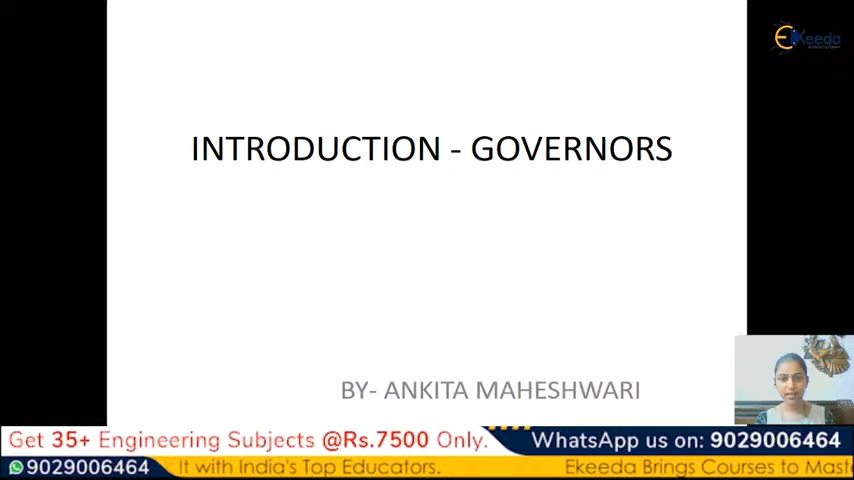 Ekeeda
INTRODUCTION - GOVERNORS
BY- ANKITA MAHESHWARI
Get 35+ Engineering Subjects @Rs.7500 Only.
WhatsApp us on: 9029006464
9029006464
k It with India's Top Educators.
Ekeeda Brings Courses to Maste